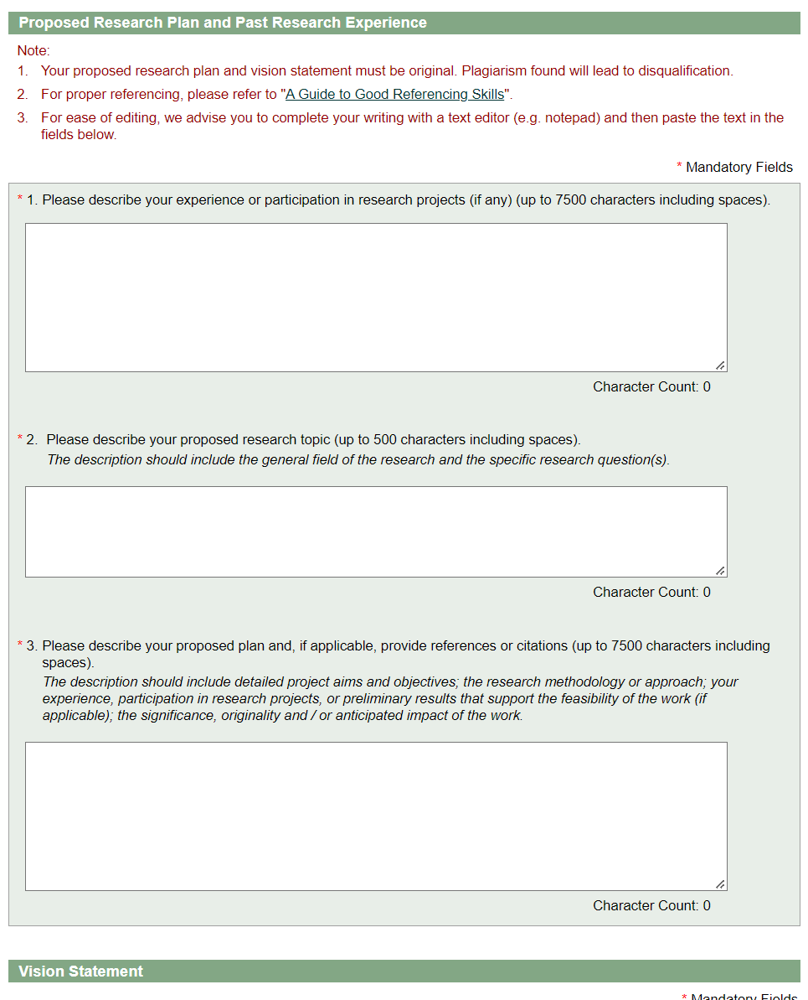 Proposed Research Plan and Past Research Experience
Note:
1. Your proposed research plan and vision statement must be original. Plagiarism found will lead to disqualification.
2. For proper referencing, please refer to "A Guide to Good Referencing Skills".
3. For ease of editing, we advise you to complete your writing with a text editor (e.g. notepad) and then paste the text in the
fields below.
* Mandatory Fields
* 1. Please describe your experience or participation in research projects (if any) (up to 7500 characters including spaces).
Character Count: 0
* 2. Please describe your proposed research topic (up to 500 characters including spaces).
The description should include the general field of the research and the specific research question(s).
Character Count: 0
* 3. Please describe your proposed plan and, if applicable, provide references or citations (up to 7500 characters including
spaces).
The description should include detailed project aims and objectives; the research methodology or approach; your
experience, participation in research projects, or preliminary results that support the feasibility of the work (if
applicable); the significance, originality and / or anticipated impact of the work.
Character Count: 0
Vision Statement
* Mandatory Fields